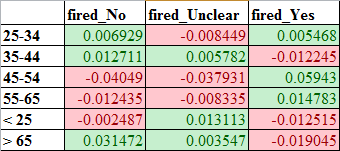 fired_No fired_Unclear fired_Yes
25-34 0.006929 -0.008449 0.005468
35-44 0.012711 0.005782 -0.012245
45-54 -0.04049 -0.037931 0.05943
55-65 -0.012435 -0.008335 0.014783
< 25 -0.002487 0.013113 -0.012515
> 65 0.031472 0.003547 -0.019045